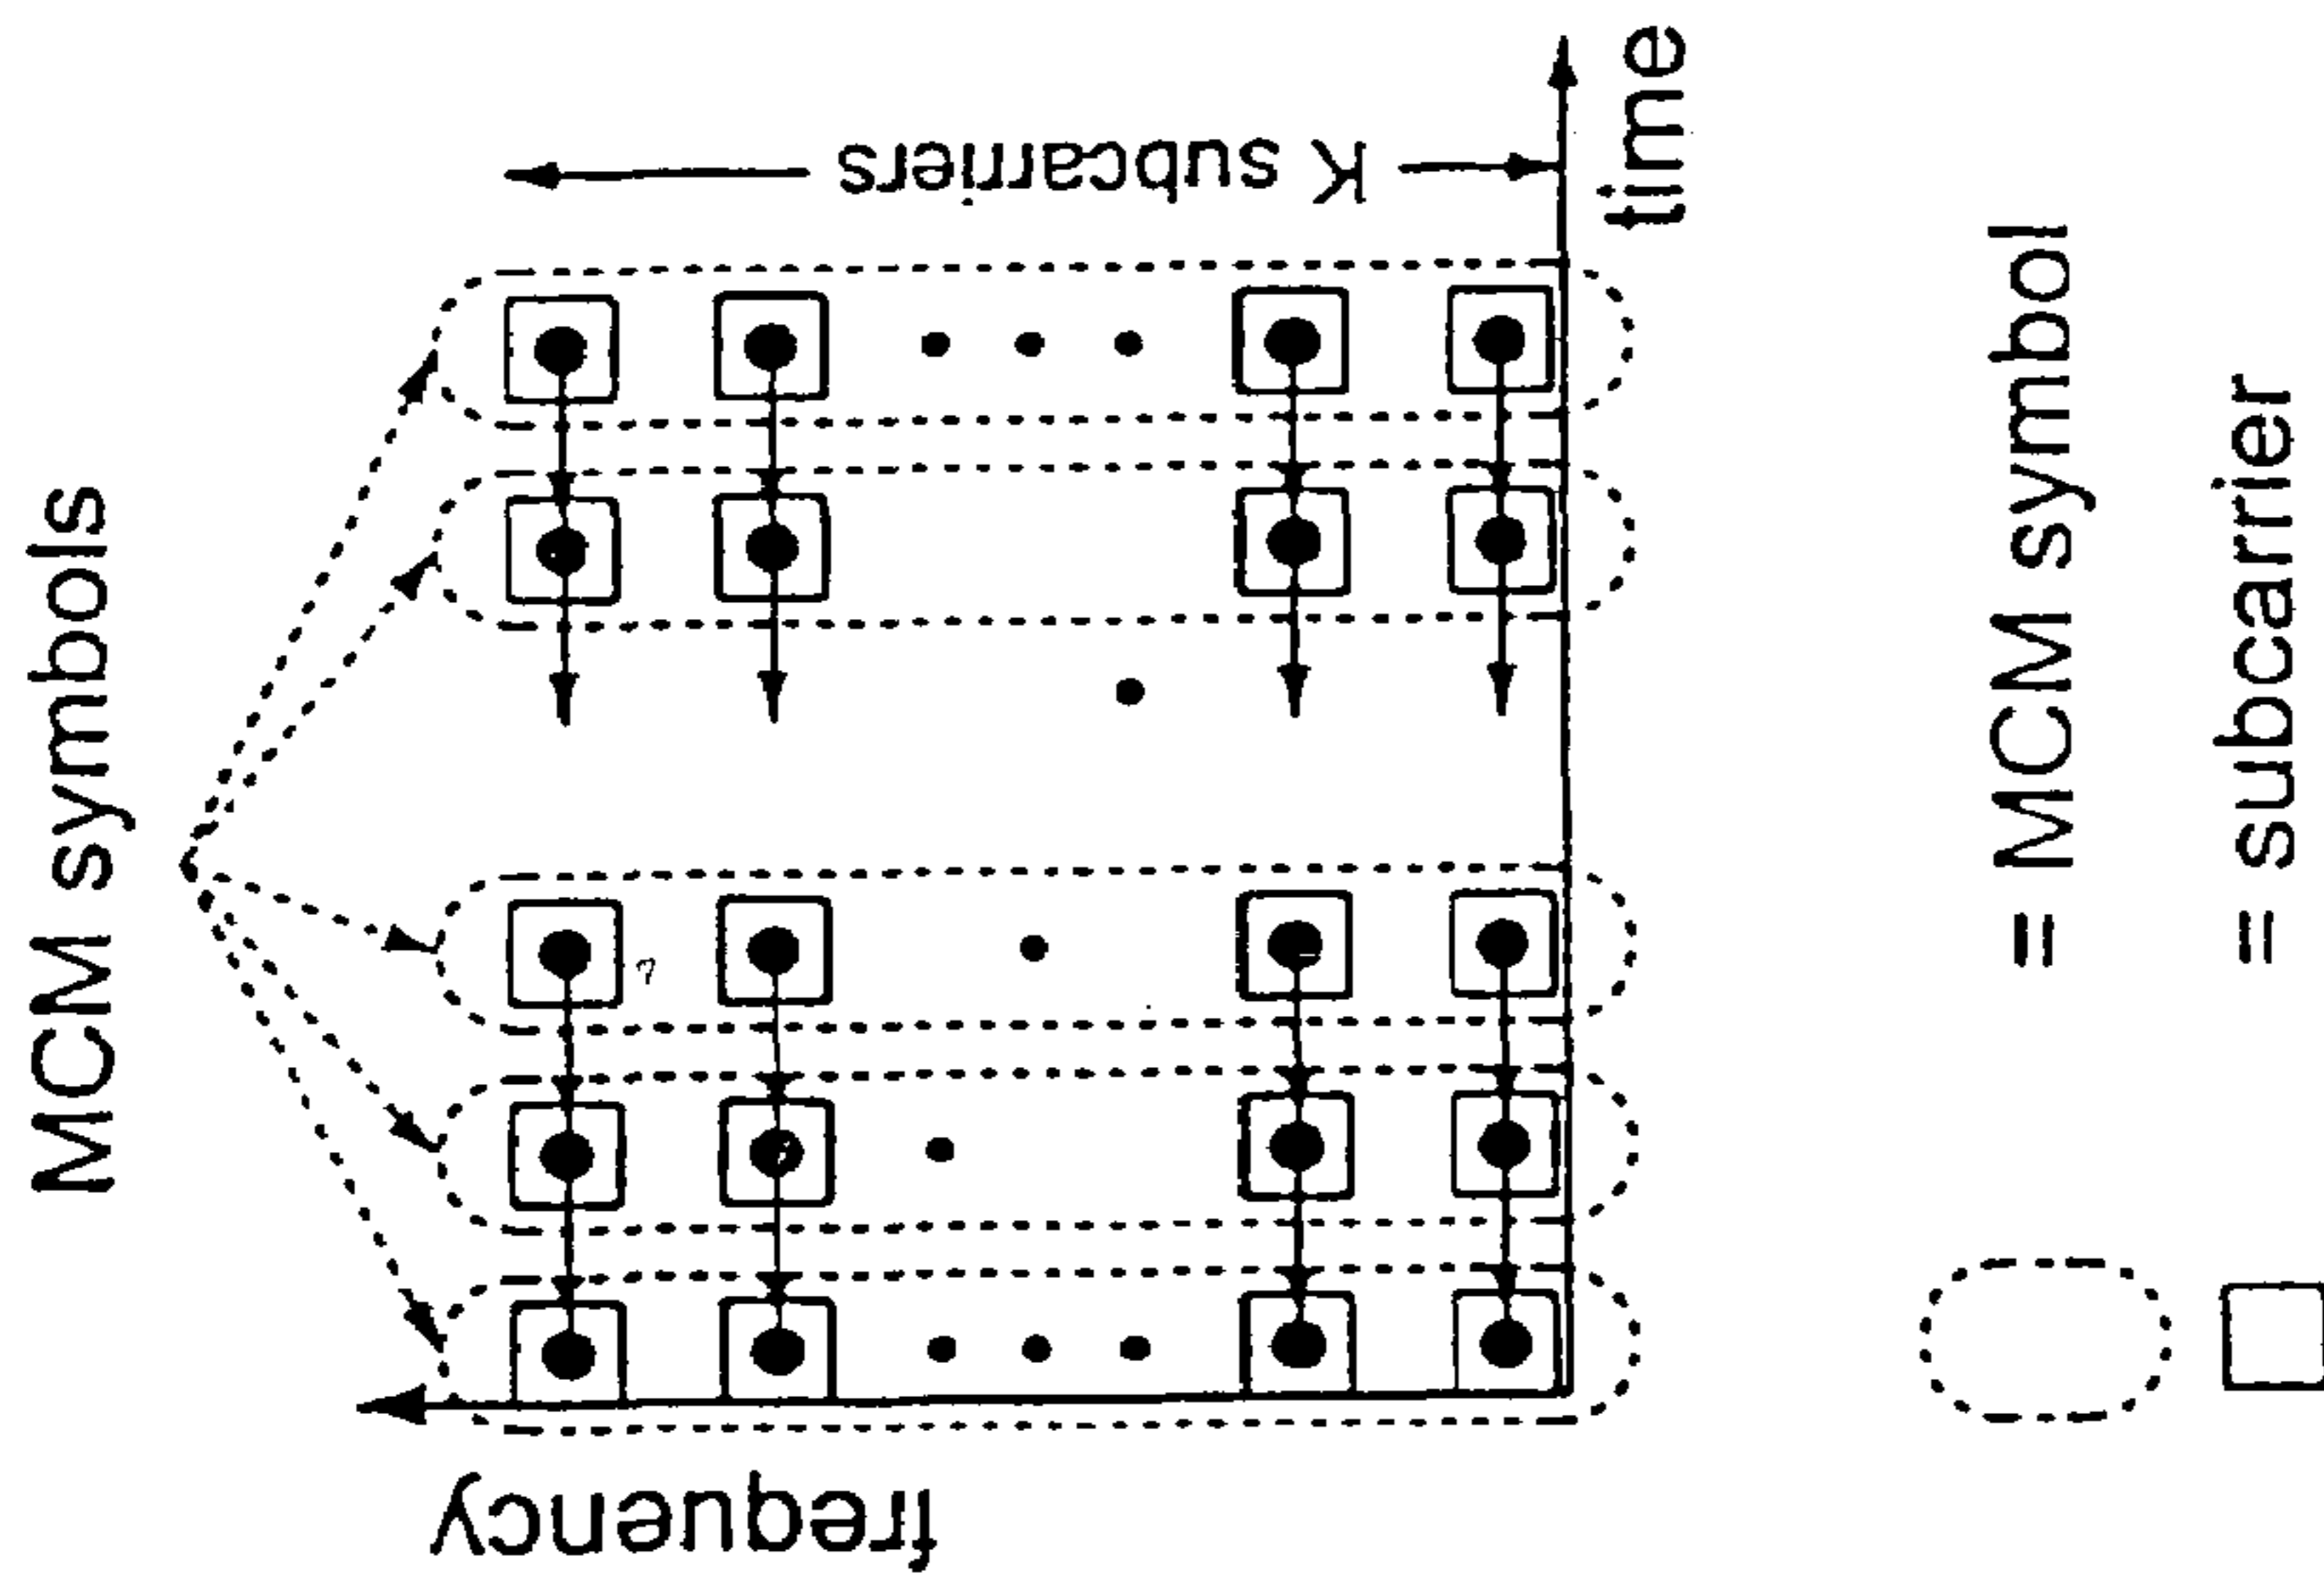 MCM symbols
frequency
K subcarriers
time
= MCM symbol
= subcarrier